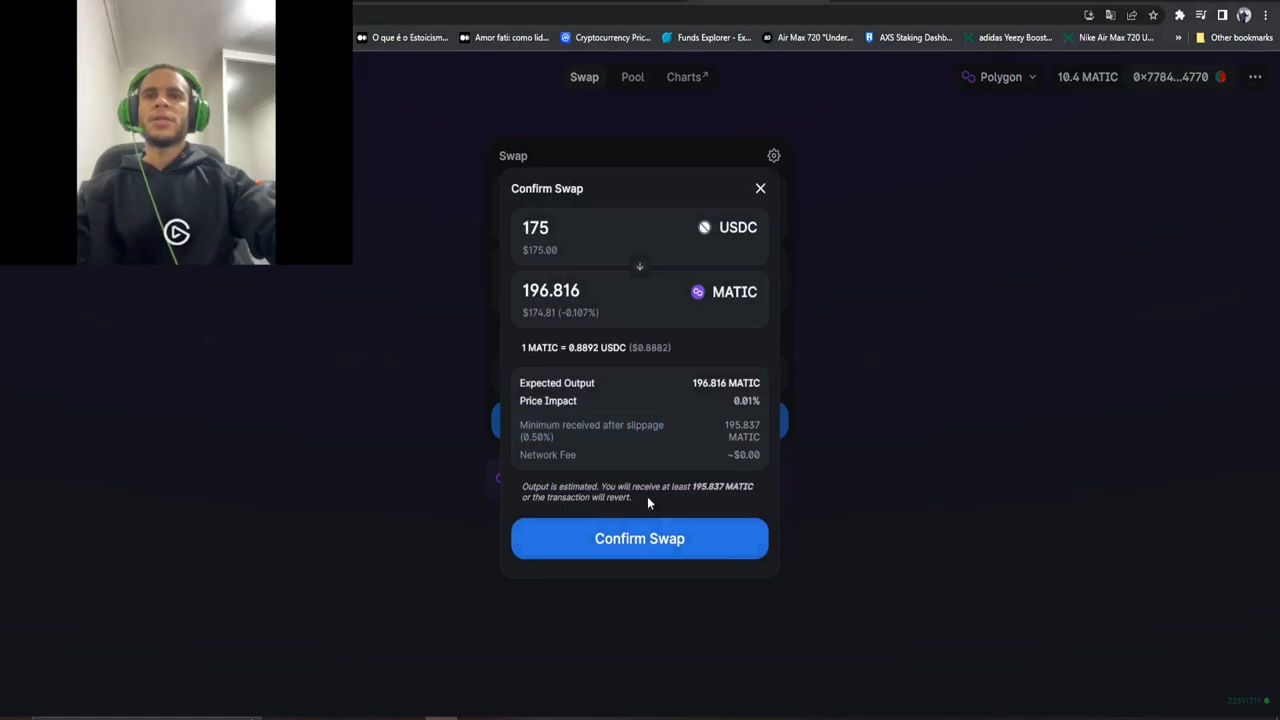 O que é o Estoicism... Amor fati: como lid... Cryptocurrency Pric... Funds Explorer - Ex... Air Max 720 "Under... AXS Staking Dashb... adidas Yeezy Boost... Nike Air Max 720 U... » Other bookmarks
Swap Pool Charts↗ Polygon 10.4 MATIC 0×7784...4770
Swap
Confirm Swap
175 USDC
$175.00
196.816 MATIC
$174.81 (-0.107%)
1 MATIC = 0.8892 USDC ($0.8882)
Expected Output 196.816 MATIC
Price Impact 0.01%
Minimum received after slippage 195.837
(0.50%) MATIC
Network Fee ~$0.00
Output is estimated. You will receive at least 195.837 MATIC
or the transaction will revert.
Confirm Swap